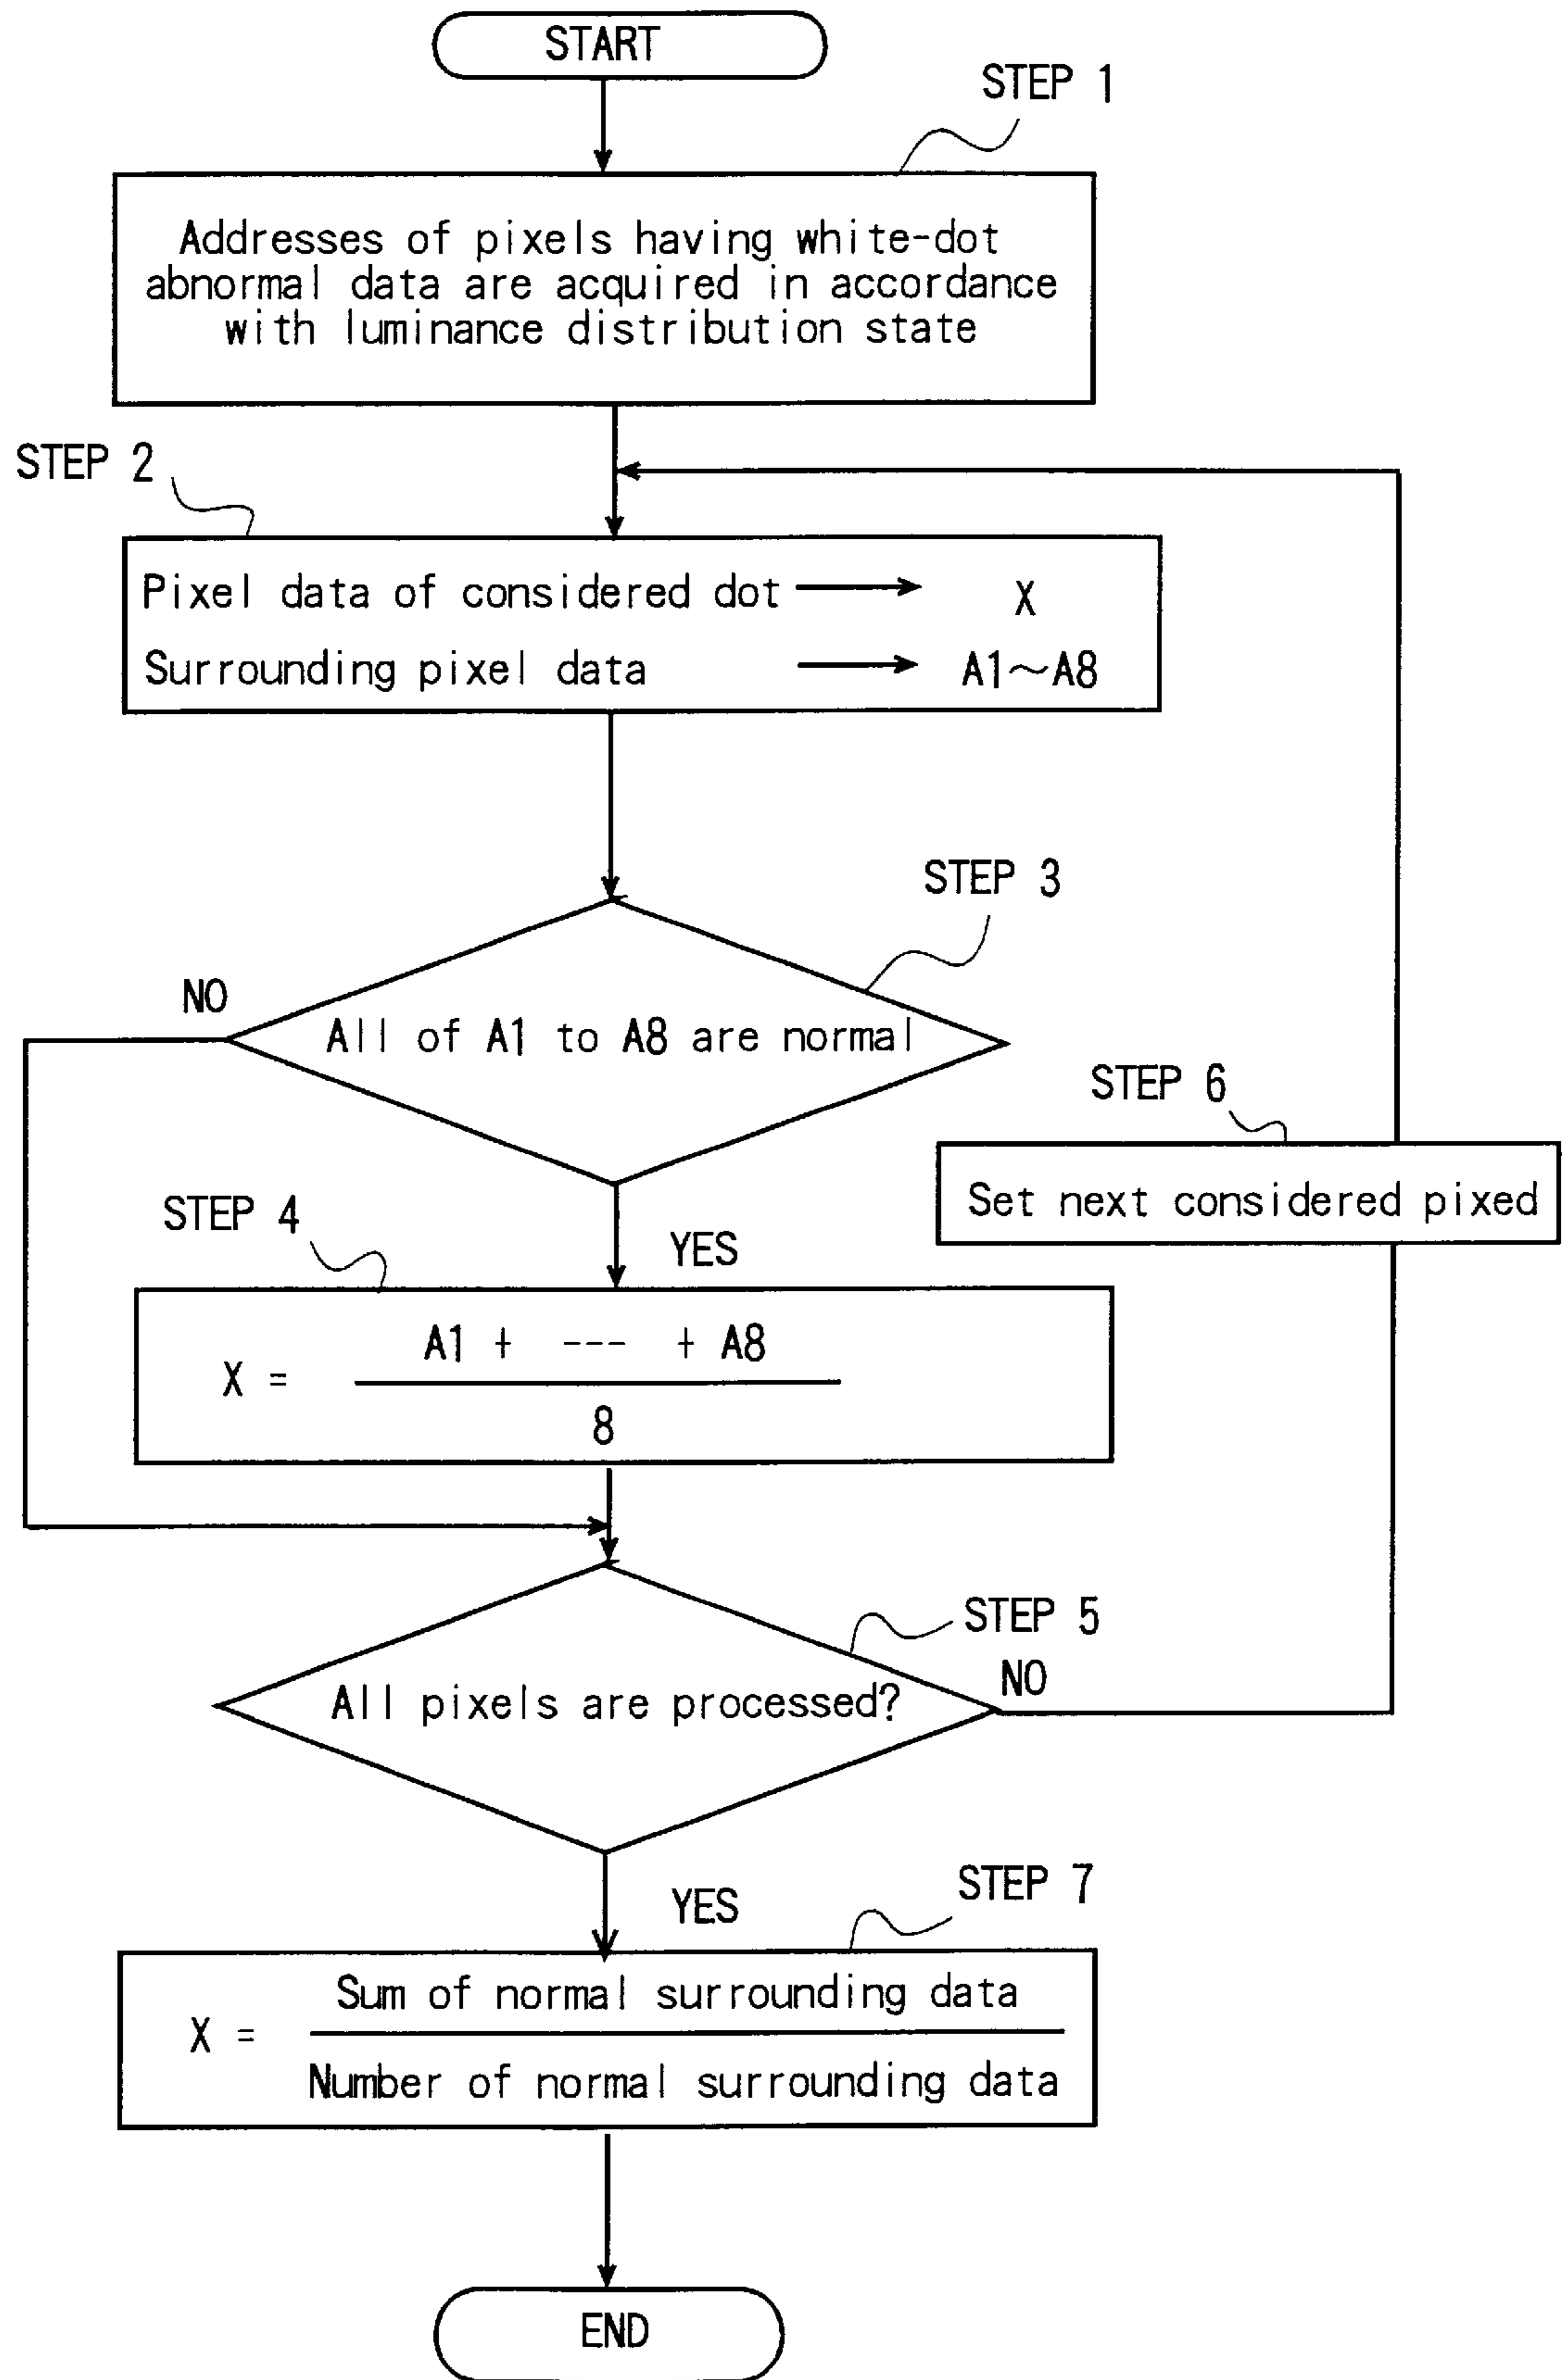 START
STEP 1
Addresses of pixels having white-dot
abnormal data are acquired in accordance
with luminance distribution state
STEP 2
Pixel data of considered dot → X
Surrounding pixel data → A1～A8
STEP 3
NO
All of A1 to A8 are normal
STEP 6
Set next considered pixed
STEP 4
YES
A1 + --- + A8
X =
8
STEP 5
NO
All pixels are processed?
YES
STEP 7
Sum of normal surrounding data
X =
Number of normal surrounding data
END